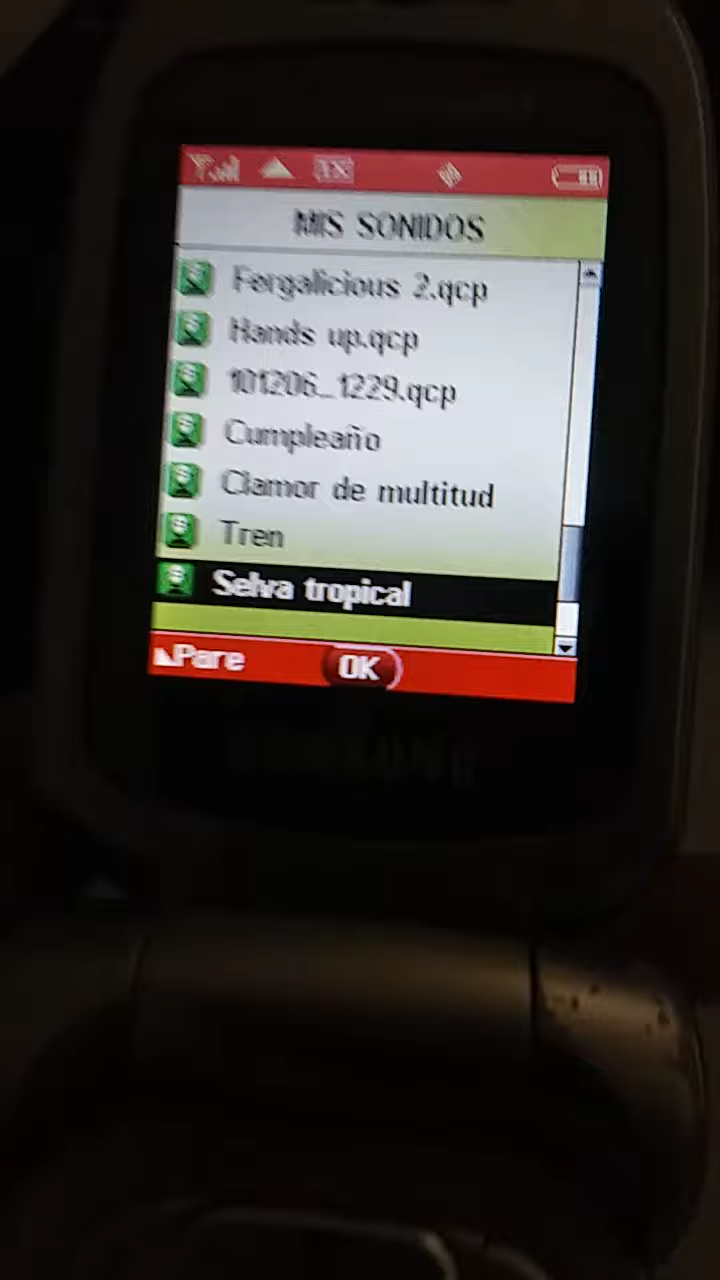 1X
MIS SONIDOS
Fergalicious 2.qcp
Hands up.qcp
101206_1229.qcp
Cumpleaño
Clamor de multitud
Tren
Selva tropical
Pare
OK
SAMSUNG